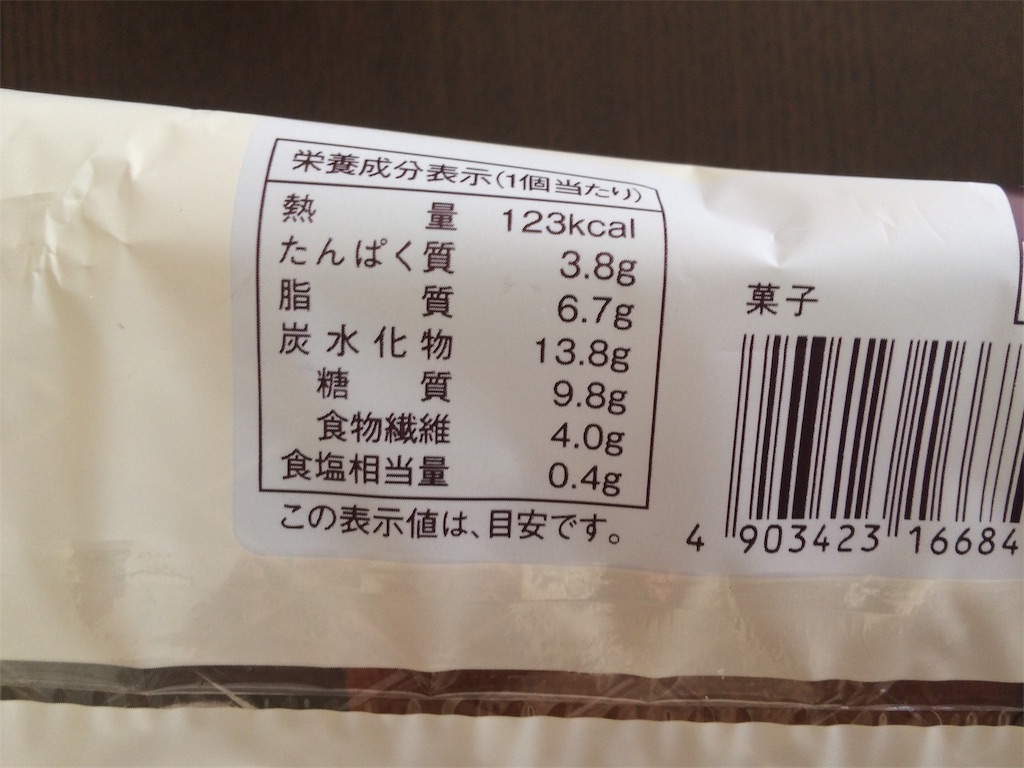 栄養成分表示(1個当たり)
熱量 123kcal
たんぱく質 3.8g
脂質 6.7g
炭水化物 13.8g
糖質 9.8g
食物繊維 4.0g
食塩相当量 0.4g
この表示値は、目安です。
菓子
4 903423 16684